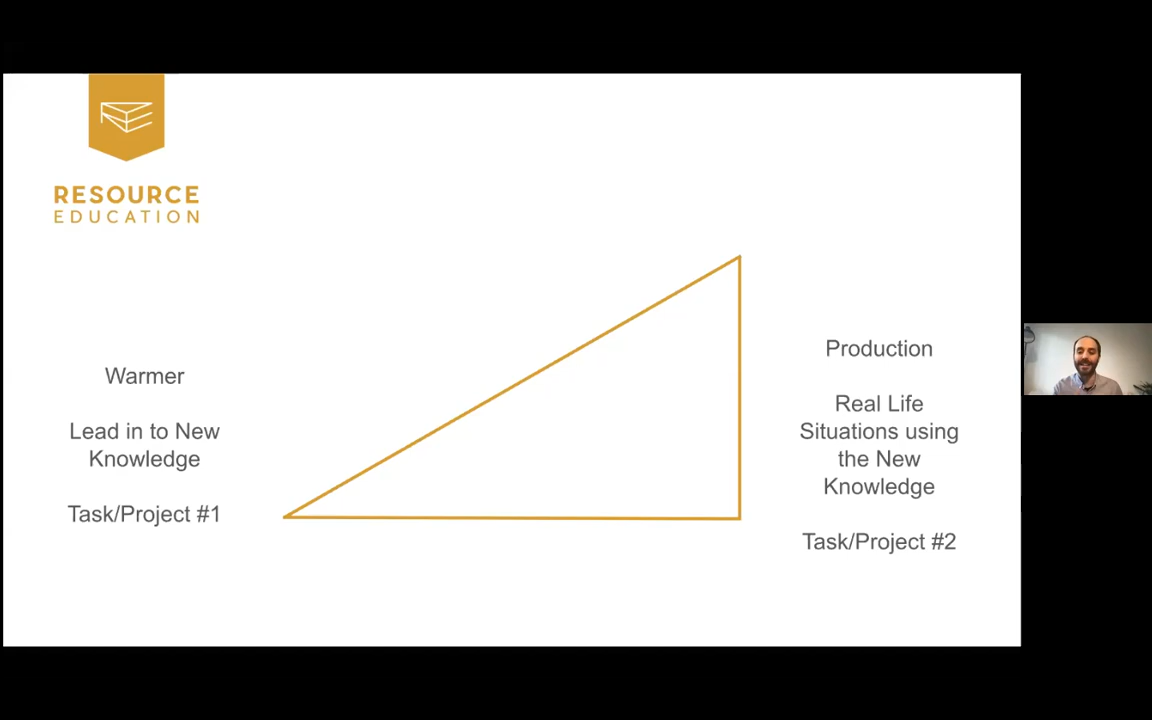 RESOURCE
EDUCATION
Warmer
Lead in to New
Knowledge
Task/Project #1
Production
Real Life
Situations using
the New
Knowledge
Task/Project #2